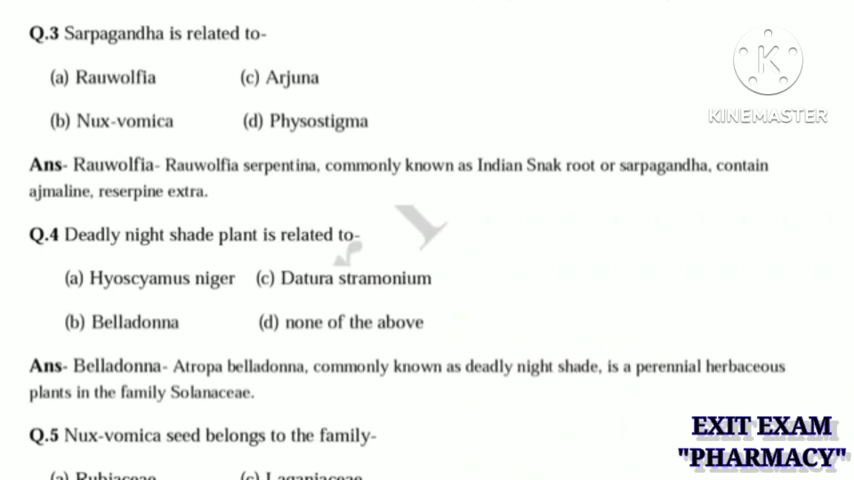 Q.3 Sarpagandha is related to-
(a) Rauwolfia (c) Arjuna
(b) Nux-vomica (d) Physostigma
KINEMASTER
Ans- Rauwolfia- Rauwolfia serpentina, commonly known as Indian Snak root or sarpagandha, contain
ajmaline, reserpine extra.
Q.4 Deadly night shade plant is related to-
(a) Hyoscyamus niger (c) Datura stramonium
(b) Belladonna (d) none of the above
Ans- Belladonna- Atropa belladonna, commonly known as deadly night shade, is a perennial herbaceous
plants in the family Solanaceae.
Q.5 Nux-vomica seed belongs to the family-
(a) Rubiaceae (c) Loganiaceae
EXIT EXAM
"PHARMACY"